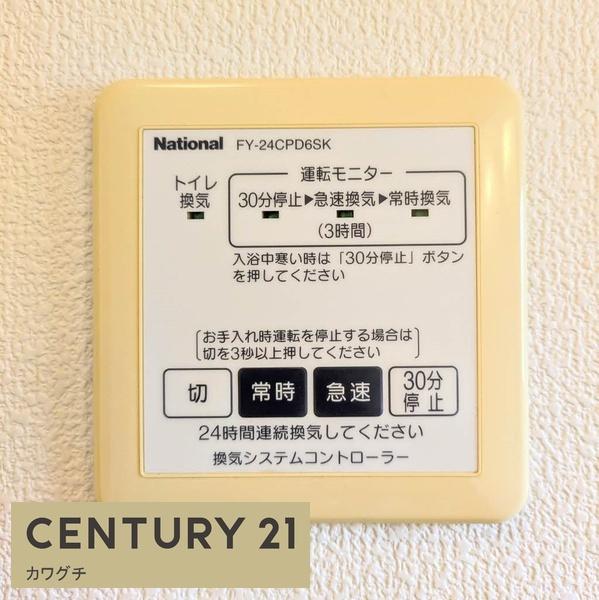 National FY-24CPD6SK
トイレ
換気
運転モニター
30分停止▶急速換気▶常時換気
(3時間)
入浴中寒い時は「30分停止」ボタン
を押してください
お手入れ時運転を停止する場合は
切を3秒以上押してください
切 常時 急速 30分
停止
24時間連続換気してください
換気システムコントローラー
CENTURY 21
カワグチ